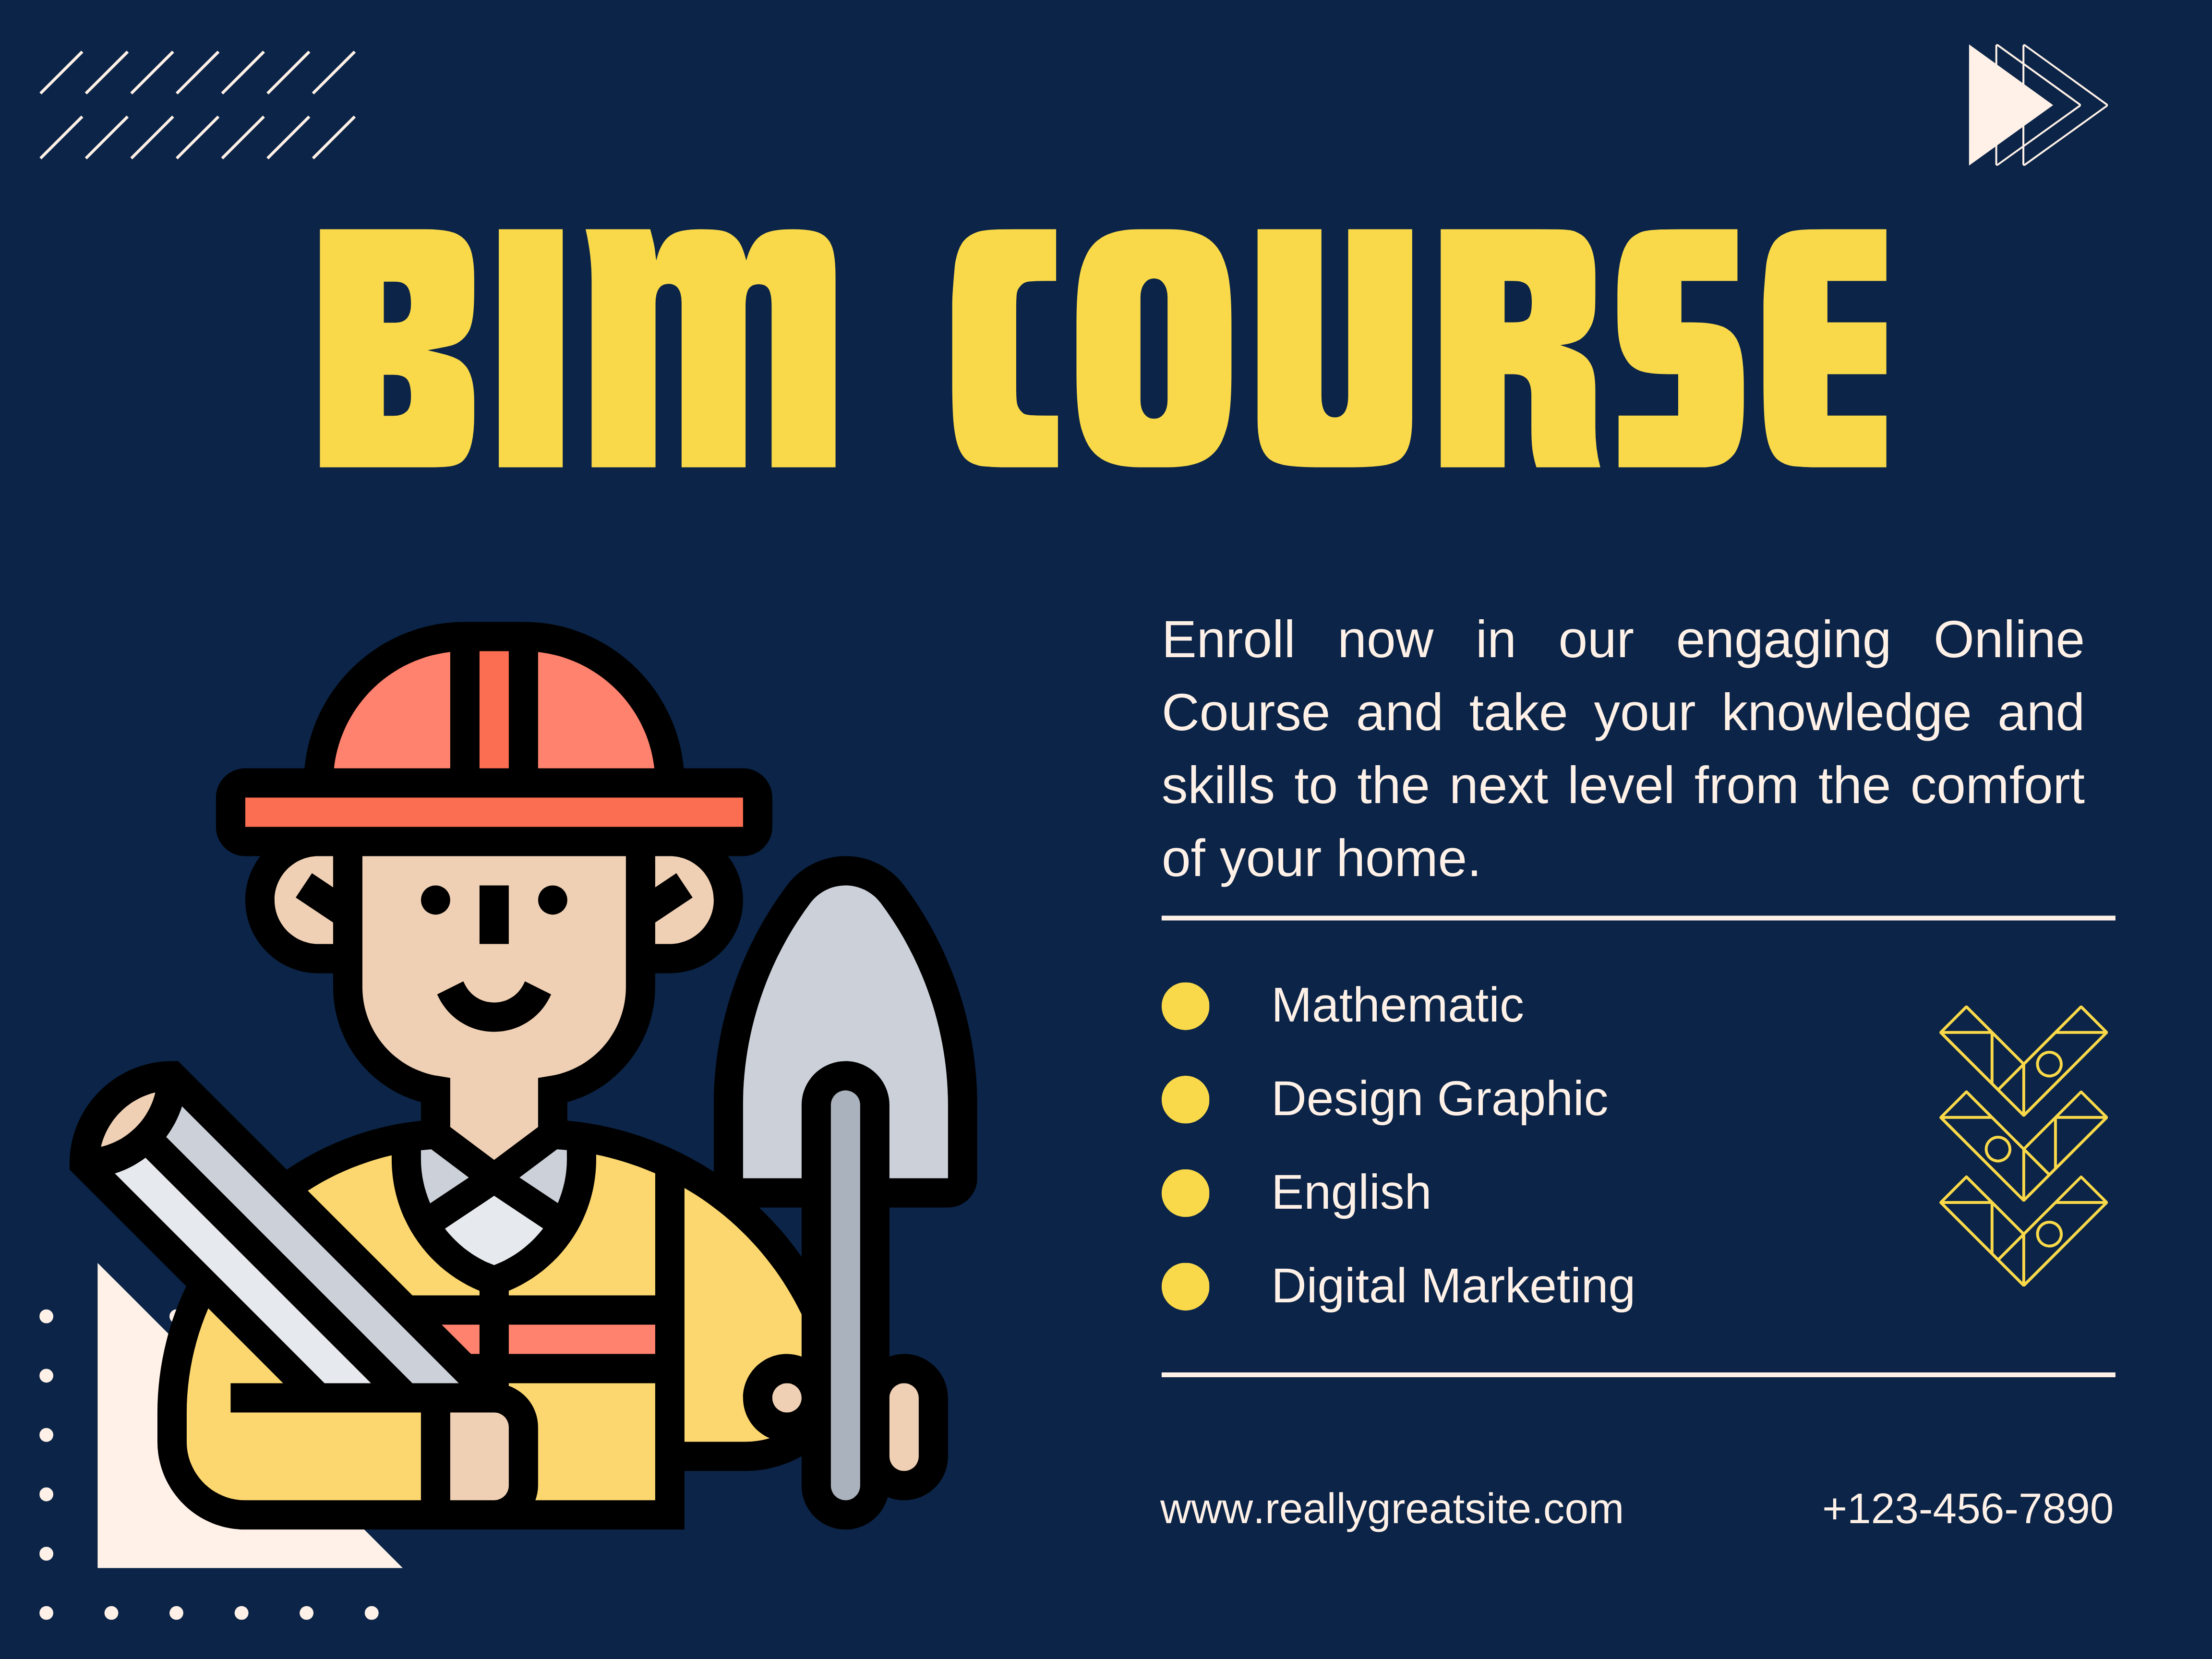 BIM COURSE
Enroll now in our engaging Online
Course and take your knowledge and
skills to the next level from the comfort
of your home.
Mathematic
Design Graphic
English
Digital Marketing
www.reallygreatsite.com
+123-456-7890